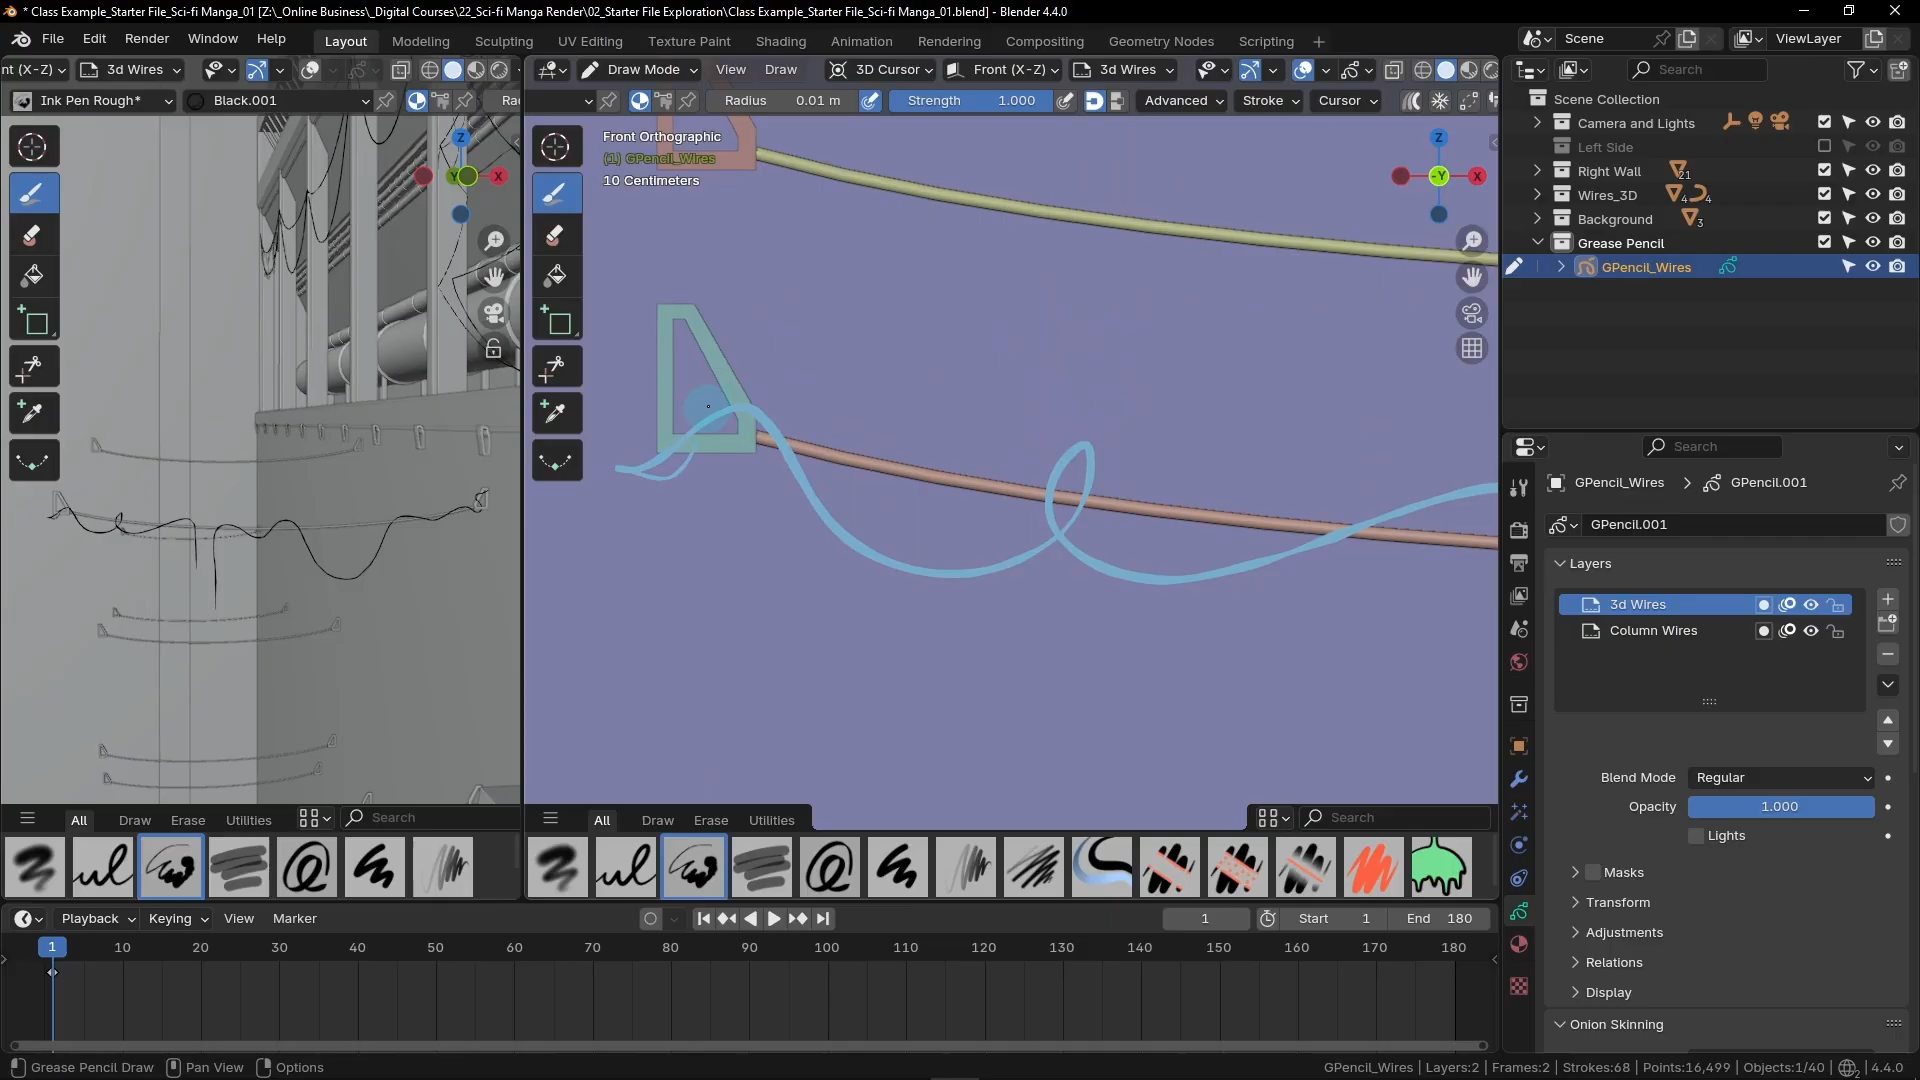 * Class Example_Starter File_Sci-fi Manga_01 [Z:\_Online Business\_Digital Courses\22_Sci-fi Manga Render\02_Starter File Exploration\Class Example_Starter File_Sci-fi Manga_01.blend] - Blender 4.4.0
File Edit Render Window Help Layout Modeling Sculpting UV Editing Texture Paint Shading Animation Rendering Compositing Geometry Nodes Scripting + Scene ViewLayer
nt (X-Z) 3d Wires Draw Mode View Draw 3D Cursor Front (X-Z) 3d Wires Search
Ink Pen Rough* Black.001 Rac Radius 0.01 m Strength 1.000 Advanced Stroke Cursor
Scene Collection
Camera and Lights
Left Side
Right Wall 21
Wires_3D 4 4
Background 3
Grease Pencil
GPencil_Wires
Front Orthographic
(1) GPencil_Wires
10 Centimeters
Z Y X
Z -Y X
Search
GPencil_Wires > GPencil.001
GPencil.001
Layers
3d Wires
Column Wires
Blend Mode Regular
Opacity 1.000
Lights
Masks
Transform
Adjustments
Relations
Display
Onion Skinning
All Draw Erase Utilities Search All Draw Erase Utilities Search
Playback Keying View Marker 1 Start 1 End 180
1 10 20 30 40 50 60 70 80 90 100 110 120 130 140 150 160 170 180
Grease Pencil Draw Pan View Options GPencil_Wires | Layers:2 | Frames:2 | Strokes:68 | Points:16,499 | Objects:1/40 | 2 4.4.0